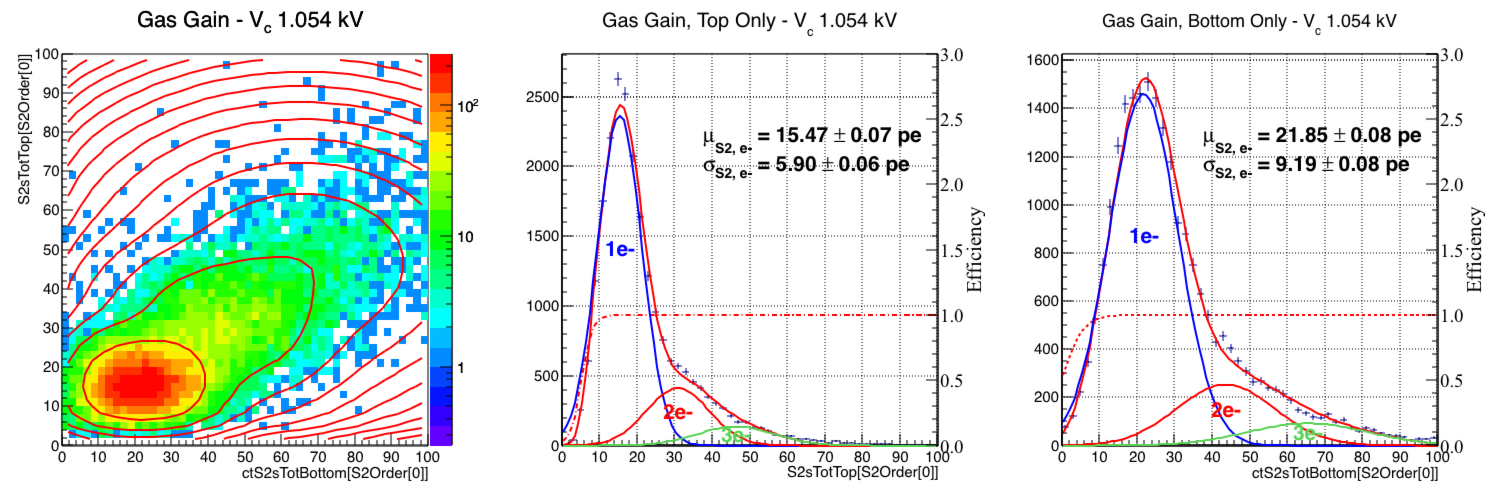 Gas Gain - Vc 1.054 kV
S2sTotTop[S2Order[0]]
100
90
80
70
60
50
40
30
20
10
0
0 10 20 30 40 50 60 70 80 90 100
ctS2sTotBottom[S2Order[0]]
10²
10
1
Gas Gain, Top Only - Vc 1.054 kV
2500
2000
1500
1000
500
0
μS2, e- = 15.47 ± 0.07 pe
σS2, e- = 5.90 ± 0.06 pe
1e-
2e-
3e-
3.0
2.5
2.0
1.5
1.0
0.5
0.0
Efficiency
0 10 20 30 40 50 60 70 80 90 100
S2sTotTop[S2Order[0]]
Gas Gain, Bottom Only - Vc 1.054 kV
1600
1400
1200
1000
800
600
400
200
0
μS2, e- = 21.85 ± 0.08 pe
σS2, e- = 9.19 ± 0.08 pe
1e-
2e-
3e-
3.0
2.5
2.0
1.5
1.0
0.5
0.0
Efficiency
0 10 20 30 40 50 60 70 80 90 100
ctS2sTotBottom[S2Order[0]]